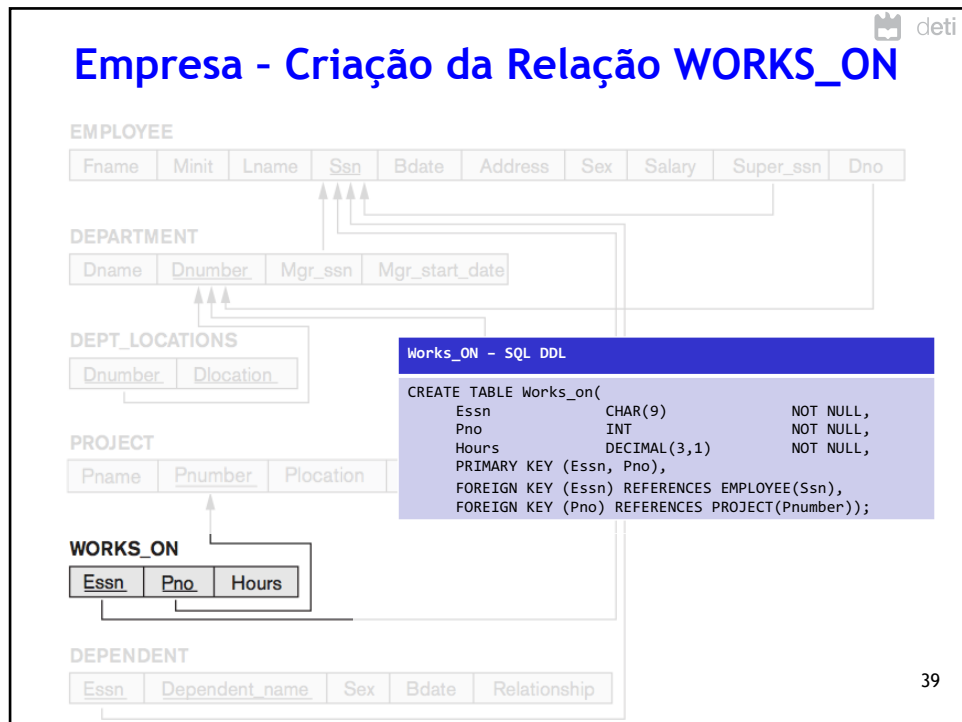 deti
Empresa – Criação da Relação WORKS_ON
EMPLOYEE
Fname Minit Lname Ssn Bdate Address Sex Salary Super_ssn Dno
DEPARTMENT
Dname Dnumber Mgr_ssn Mgr_start_date
DEPT_LOCATIONS
Dnumber Dlocation
PROJECT
Pname Pnumber Plocation
Works_ON – SQL DDL
CREATE TABLE Works_on(
Essn CHAR(9) NOT NULL,
Pno INT NOT NULL,
Hours DECIMAL(3,1) NOT NULL,
PRIMARY KEY (Essn, Pno),
FOREIGN KEY (Essn) REFERENCES EMPLOYEE(Ssn),
FOREIGN KEY (Pno) REFERENCES PROJECT(Pnumber));
WORKS_ON
Essn Pno Hours
DEPENDENT
Essn Dependent_name Sex Bdate Relationship
39